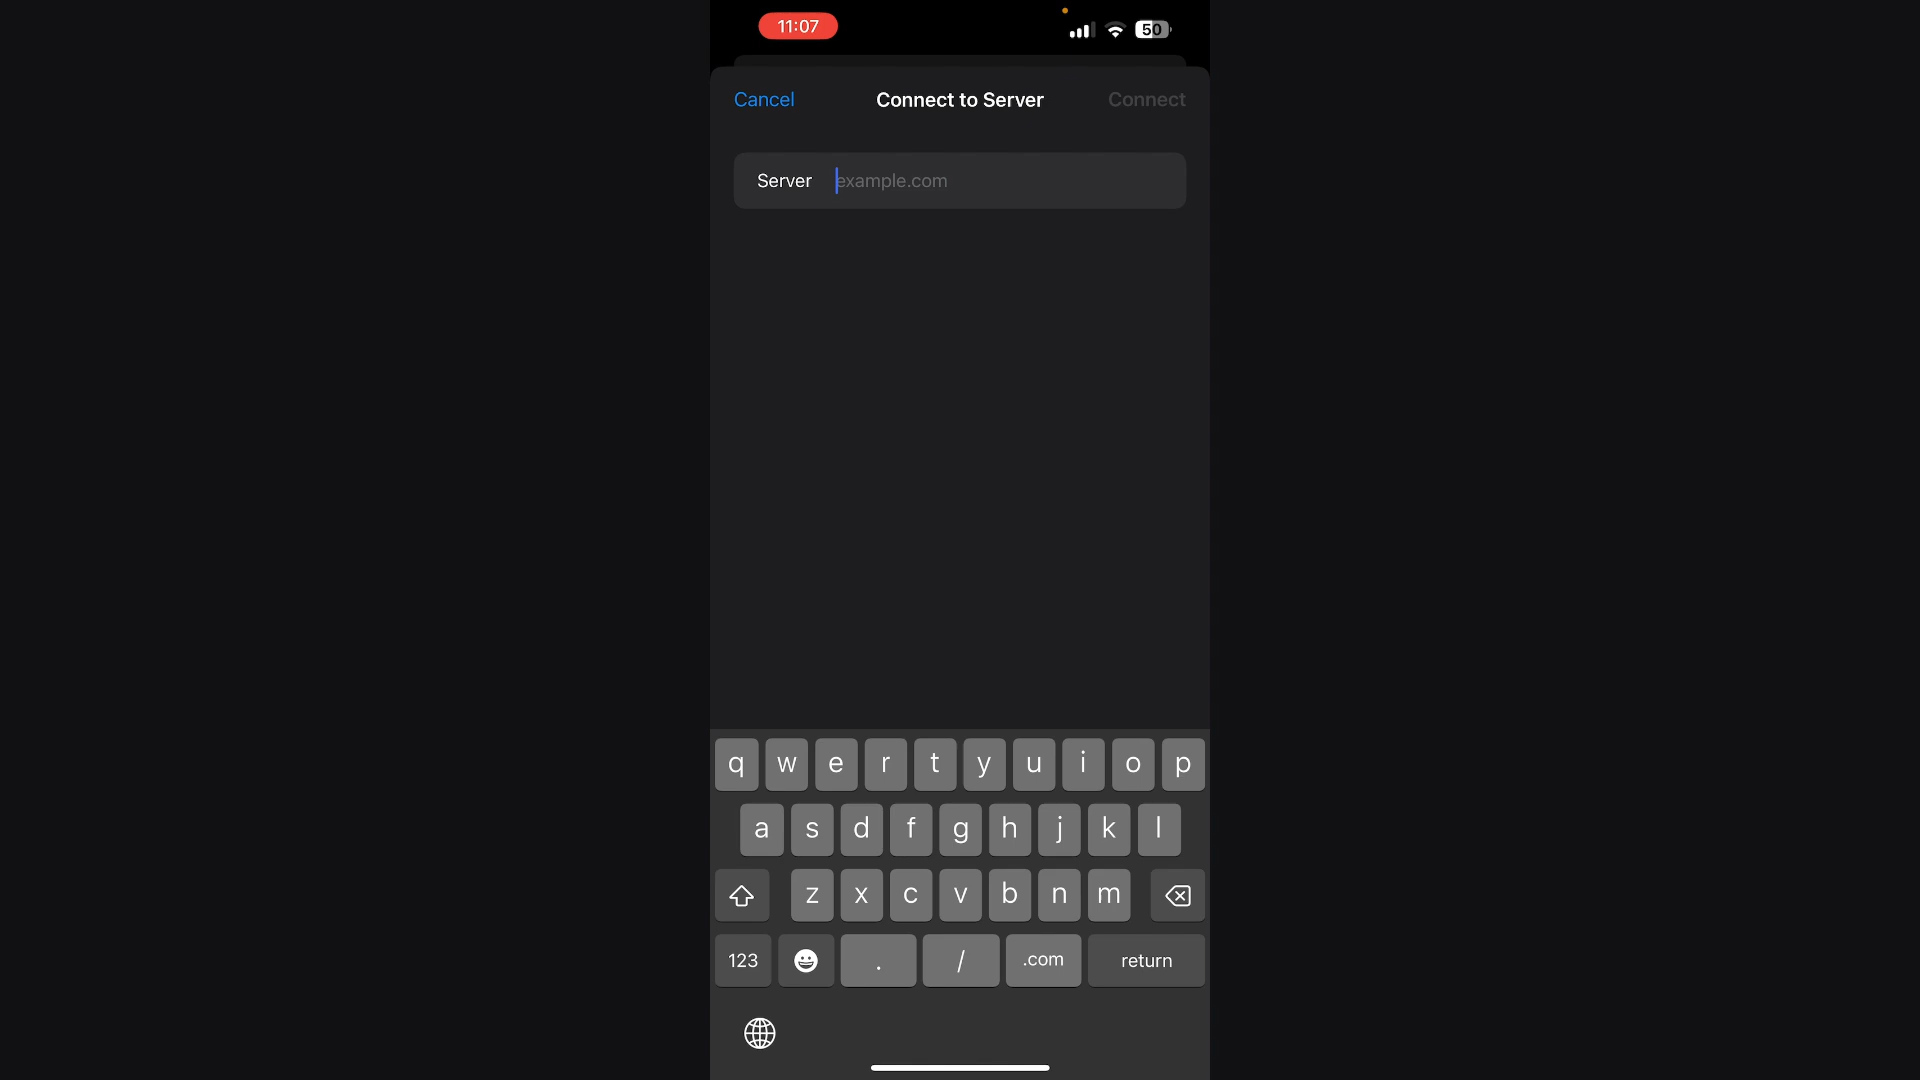 11:07
50
Cancel Connect to Server Connect
Server example.com
q w e r t y u i o p
a s d f g h j k l
z x c v b n m
123 . / .com return